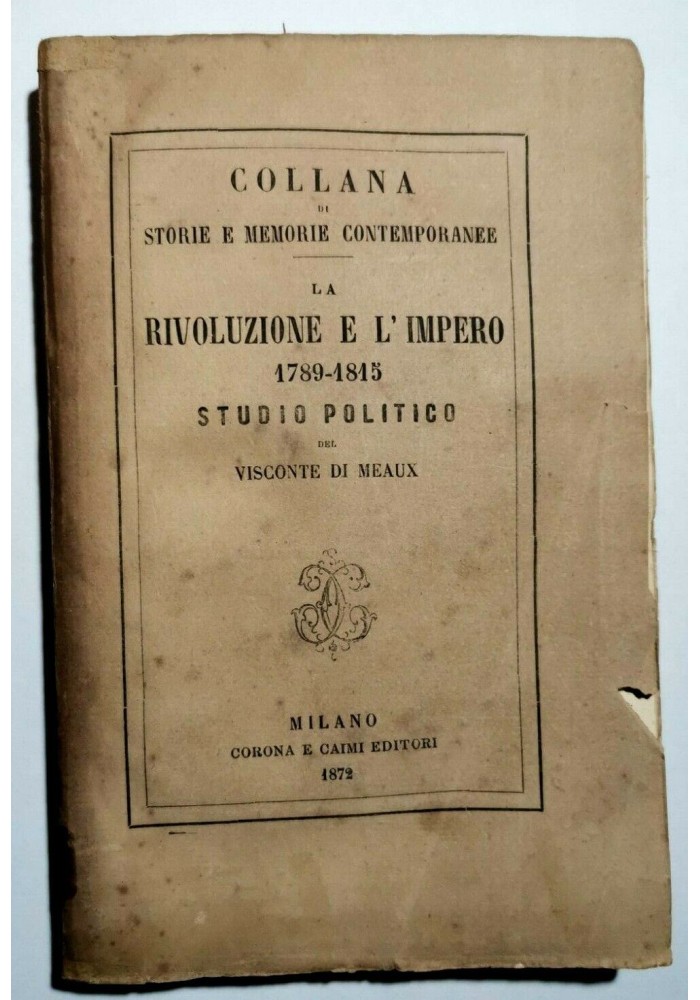 COLLANA
DI
STORIE E MEMORIE CONTEMPORANEE
LA
RIVOLUZIONE E L'IMPERO
1789-1815
STUDIO POLITICO
DEL
VISCONTE DI MEAUX
MILANO
CORONA E CAIMI EDITORI
1872